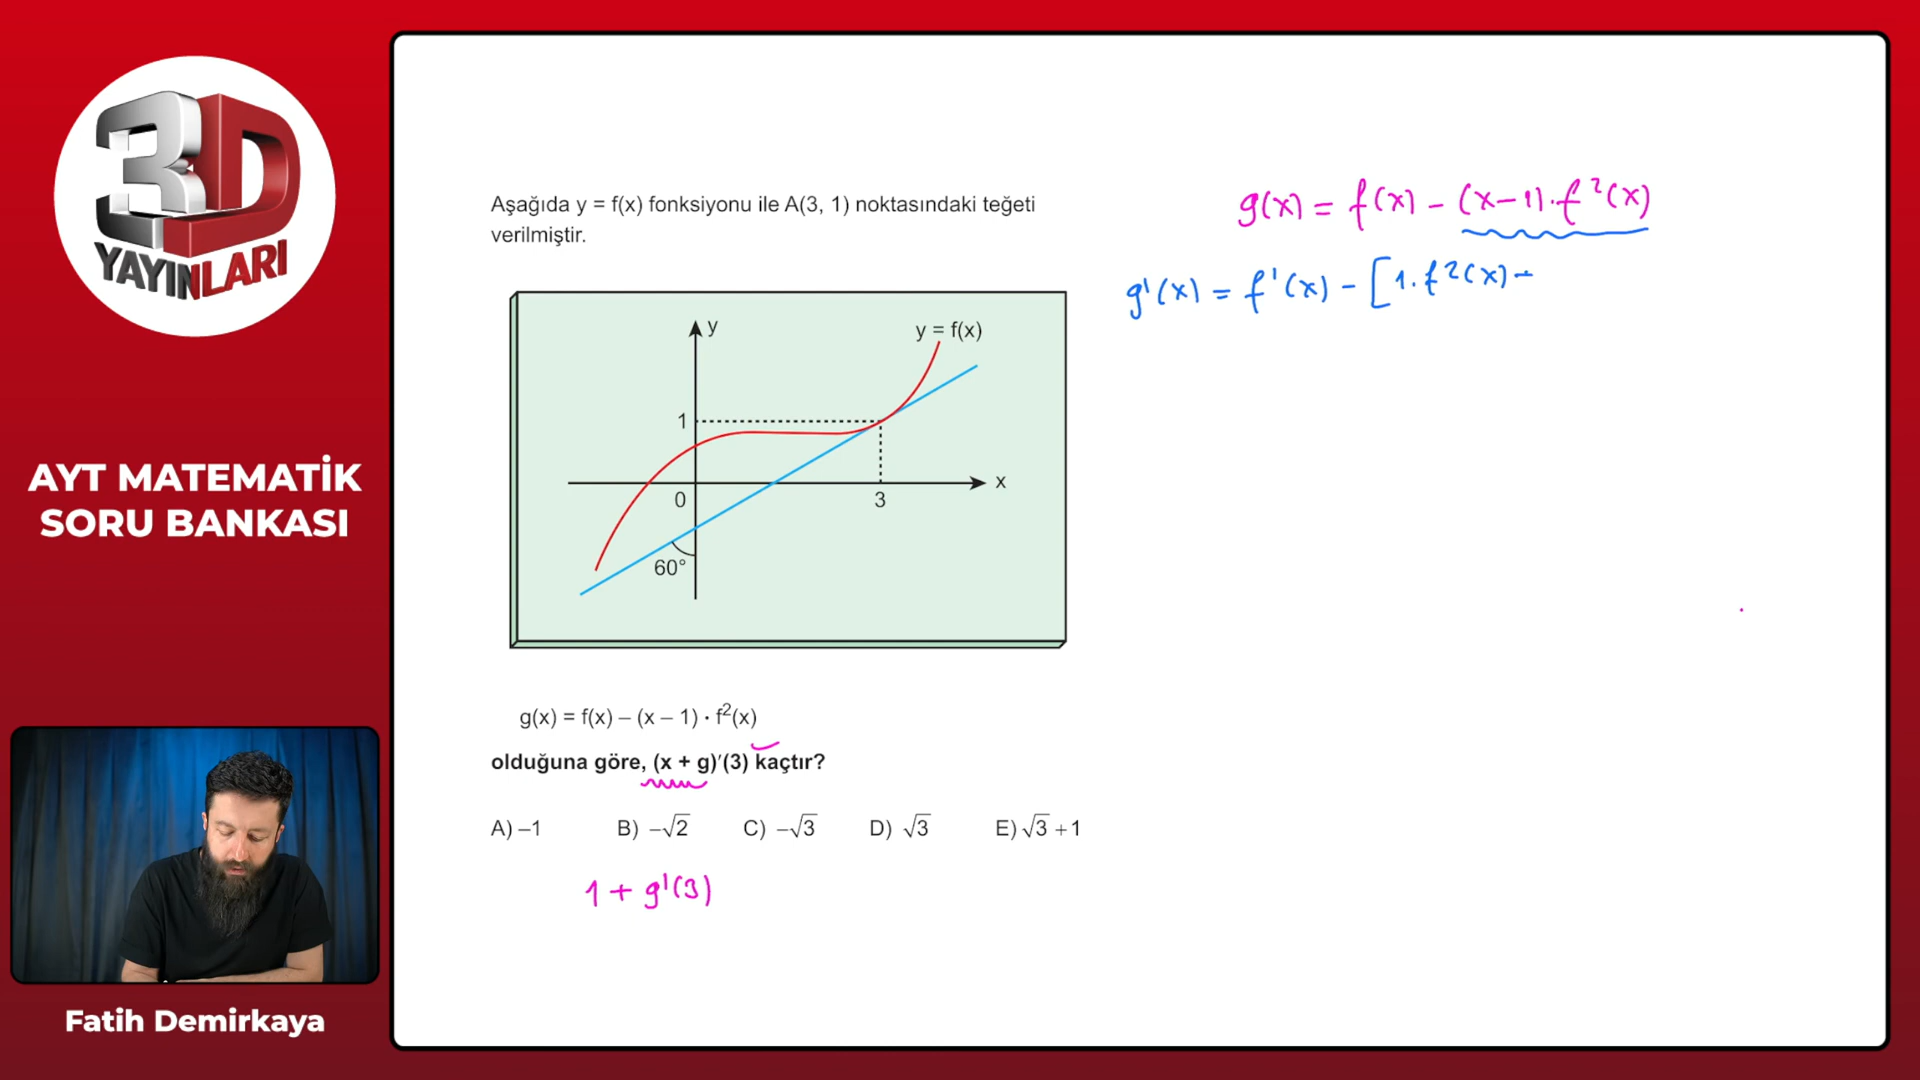 3D
YAYINLARI
AYT MATEMATİK
SORU BANKASI
Fatih Demirkaya
Aşağıda y = f(x) fonksiyonu ile A(3, 1) noktasındaki teğeti
verilmiştir.
y
y = f(x)
1
x
0
3
60°
g(x) = f(x) – (x – 1) · f²(x)
olduğuna göre, (x + g)′(3) kaçtır?
A) –1 B) –√2 C) –√3 D) √3 E) √3 + 1
1 + g'(3)
g(x) = f(x) - (x-1).f²(x)
g'(x) = f'(x) - [1.f²(x) +